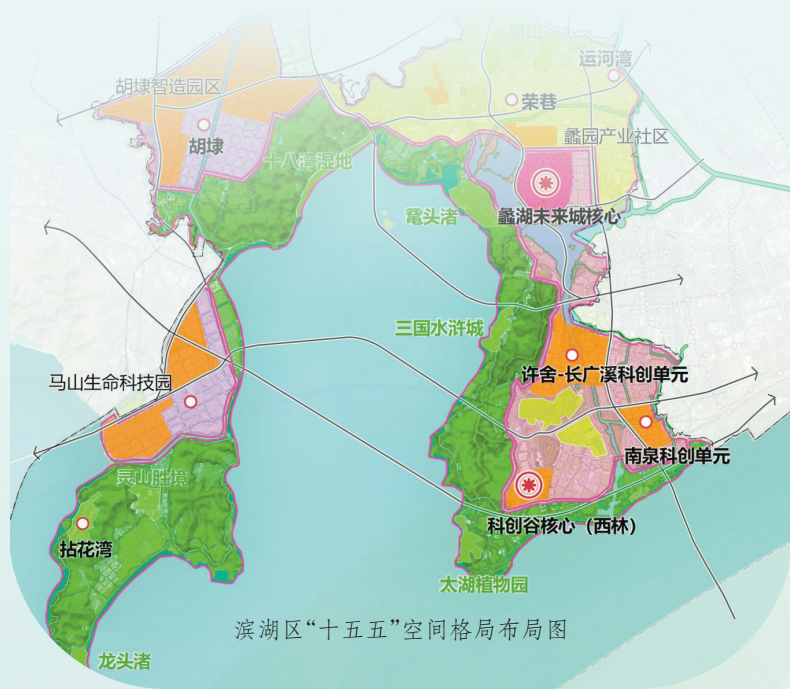 惠山
运河湾
胡埭智造园区
荣巷
蠡园产业社区
胡埭
十八湾湿地
鼋头渚
蠡湖未来城核心
三国水浒城
许舍-长广溪科创单元
马山生命科技园
南泉科创单元
灵山胜境
科创谷核心（西林）
拈花湾
太湖植物园
滨湖区“十五五”空间格局布局图
龙头渚